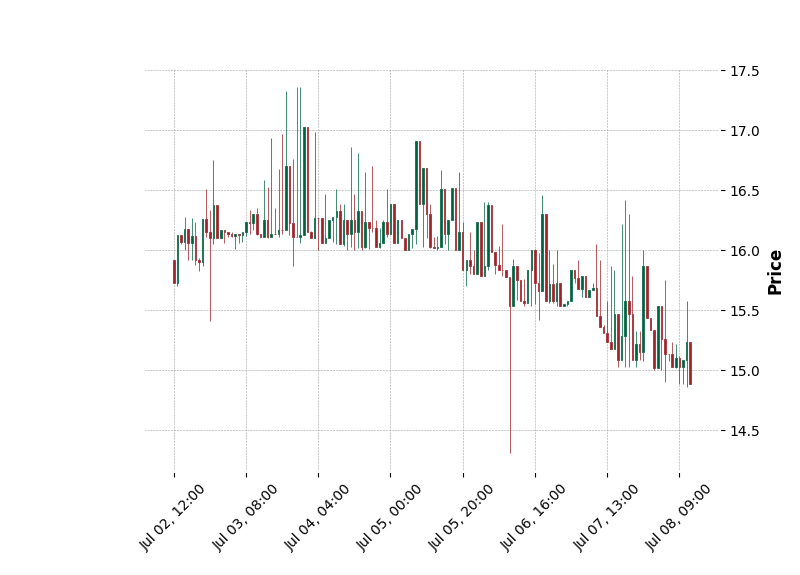 17.5
17.0
16.5
16.0
15.5
15.0
14.5
Price
Jul 02, 12:00
Jul 03, 08:00
Jul 04, 04:00
Jul 05, 00:00
Jul 05, 20:00
Jul 06, 16:00
Jul 07, 13:00
Jul 08, 09:00